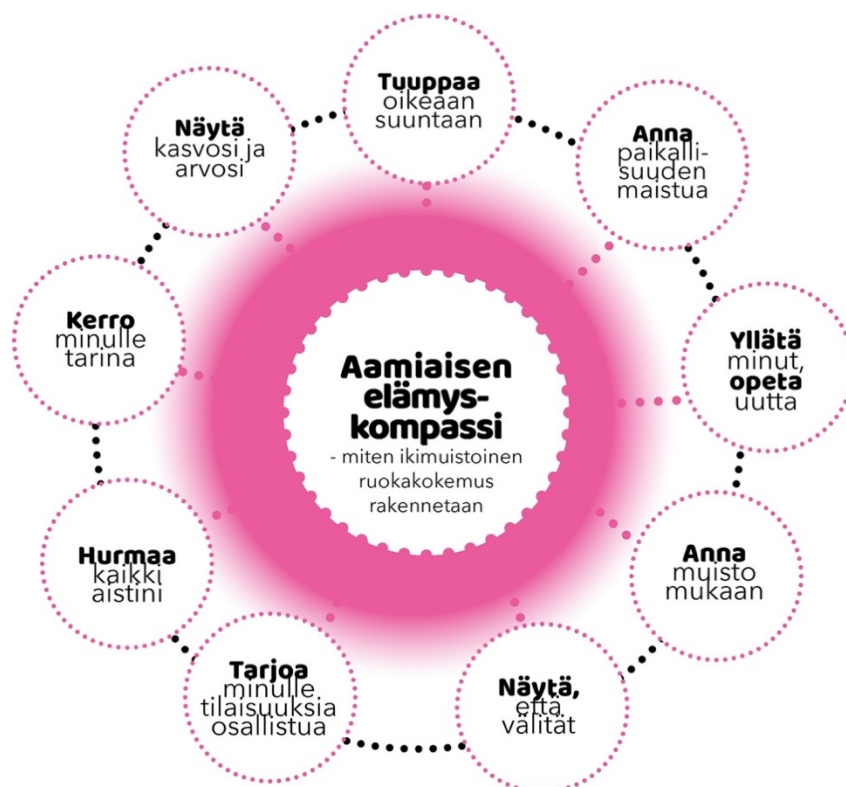 Tuuppaa
oikeaan
suuntaan
Anna
paikalli-
suuden
maistua
Yllätä
minut,
opeta
uutta
Anna
muisto
mukaan
Näytä,
että
välität
Tarjoa
minulle
tilaisuuksia
osallistua
Hurmaa
kaikki
aistini
Kerro
minulle
tarina
Näytä
kasvosi ja
arvosi
Aamiaisen
elämys-
kompassi
- miten ikimuistoinen
ruokakokemus
rakennetaan